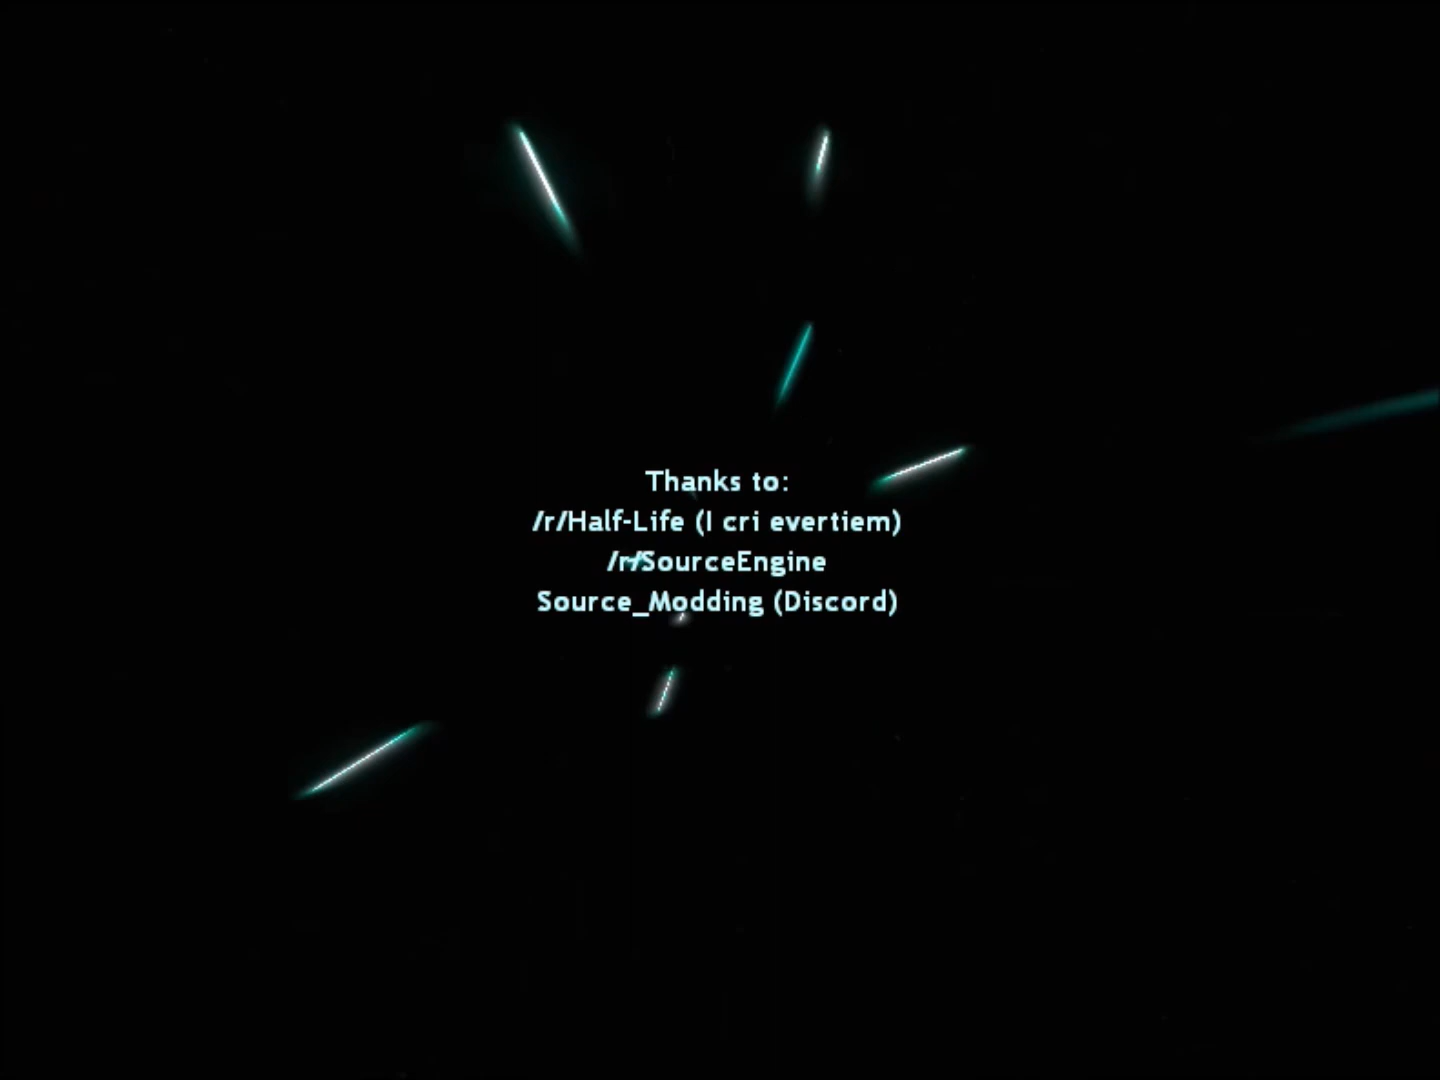 Thanks to:
/r/Half-Life (I cri evertiem)
/r/SourceEngine
Source_Modding (Discord)